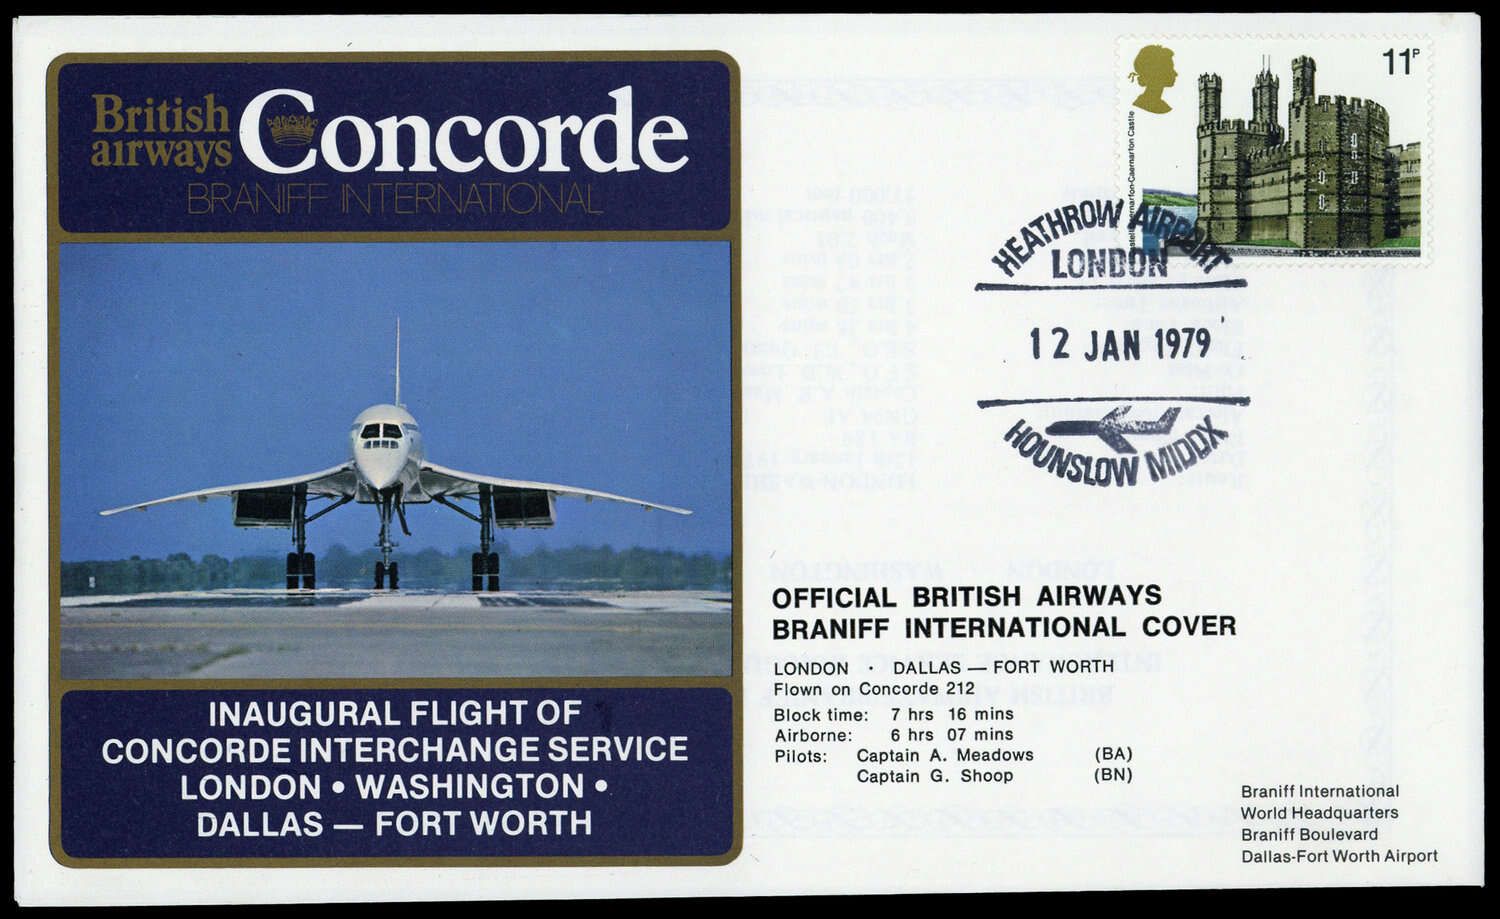 British
airways
Concorde
BRANIFF INTERNATIONAL
INAUGURAL FLIGHT OF
CONCORDE INTERCHANGE SERVICE
LONDON • WASHINGTON •
DALLAS — FORT WORTH
11P
Caernarfon-Caernarfon Castle
HEATHROW AIRPORT
LONDON
12 JAN 1979
HOUNSLOW MIDDX
OFFICIAL BRITISH AIRWAYS
BRANIFF INTERNATIONAL COVER
LONDON · DALLAS — FORT WORTH
Flown on Concorde 212
Block time: 7 hrs 16 mins
Airborne: 6 hrs 07 mins
Pilots: Captain A. Meadows (BA)
Captain G. Shoop (BN)
Braniff International
World Headquarters
Braniff Boulevard
Dallas-Fort Worth Airport